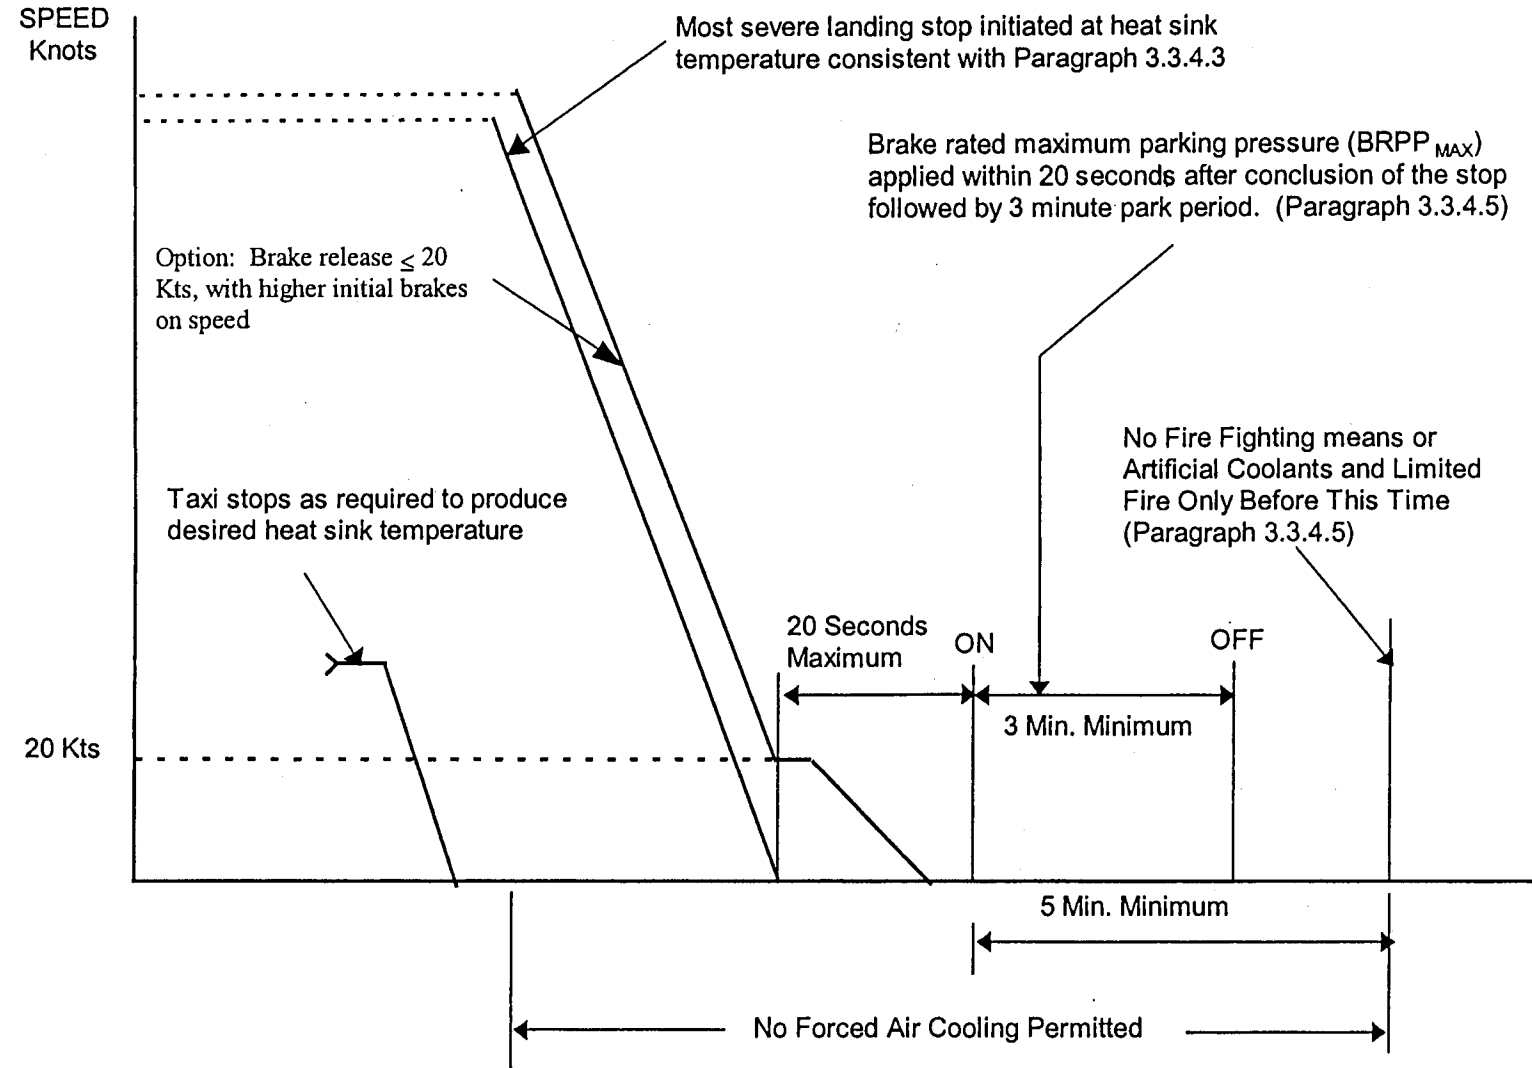 SPEED
Knots
Most severe landing stop initiated at heat sink
temperature consistent with Paragraph 3.3.4.3
Brake rated maximum parking pressure (BRPP MAX)
applied within 20 seconds after conclusion of the stop
followed by 3 minute park period. (Paragraph 3.3.4.5)
Option: Brake release ≤ 20
Kts, with higher initial brakes
on speed
No Fire Fighting means or
Artificial Coolants and Limited
Fire Only Before This Time
(Paragraph 3.3.4.5)
Taxi stops as required to produce
desired heat sink temperature
20 Seconds
Maximum
ON
OFF
3 Min. Minimum
20 Kts
5 Min. Minimum
No Forced Air Cooling Permitted